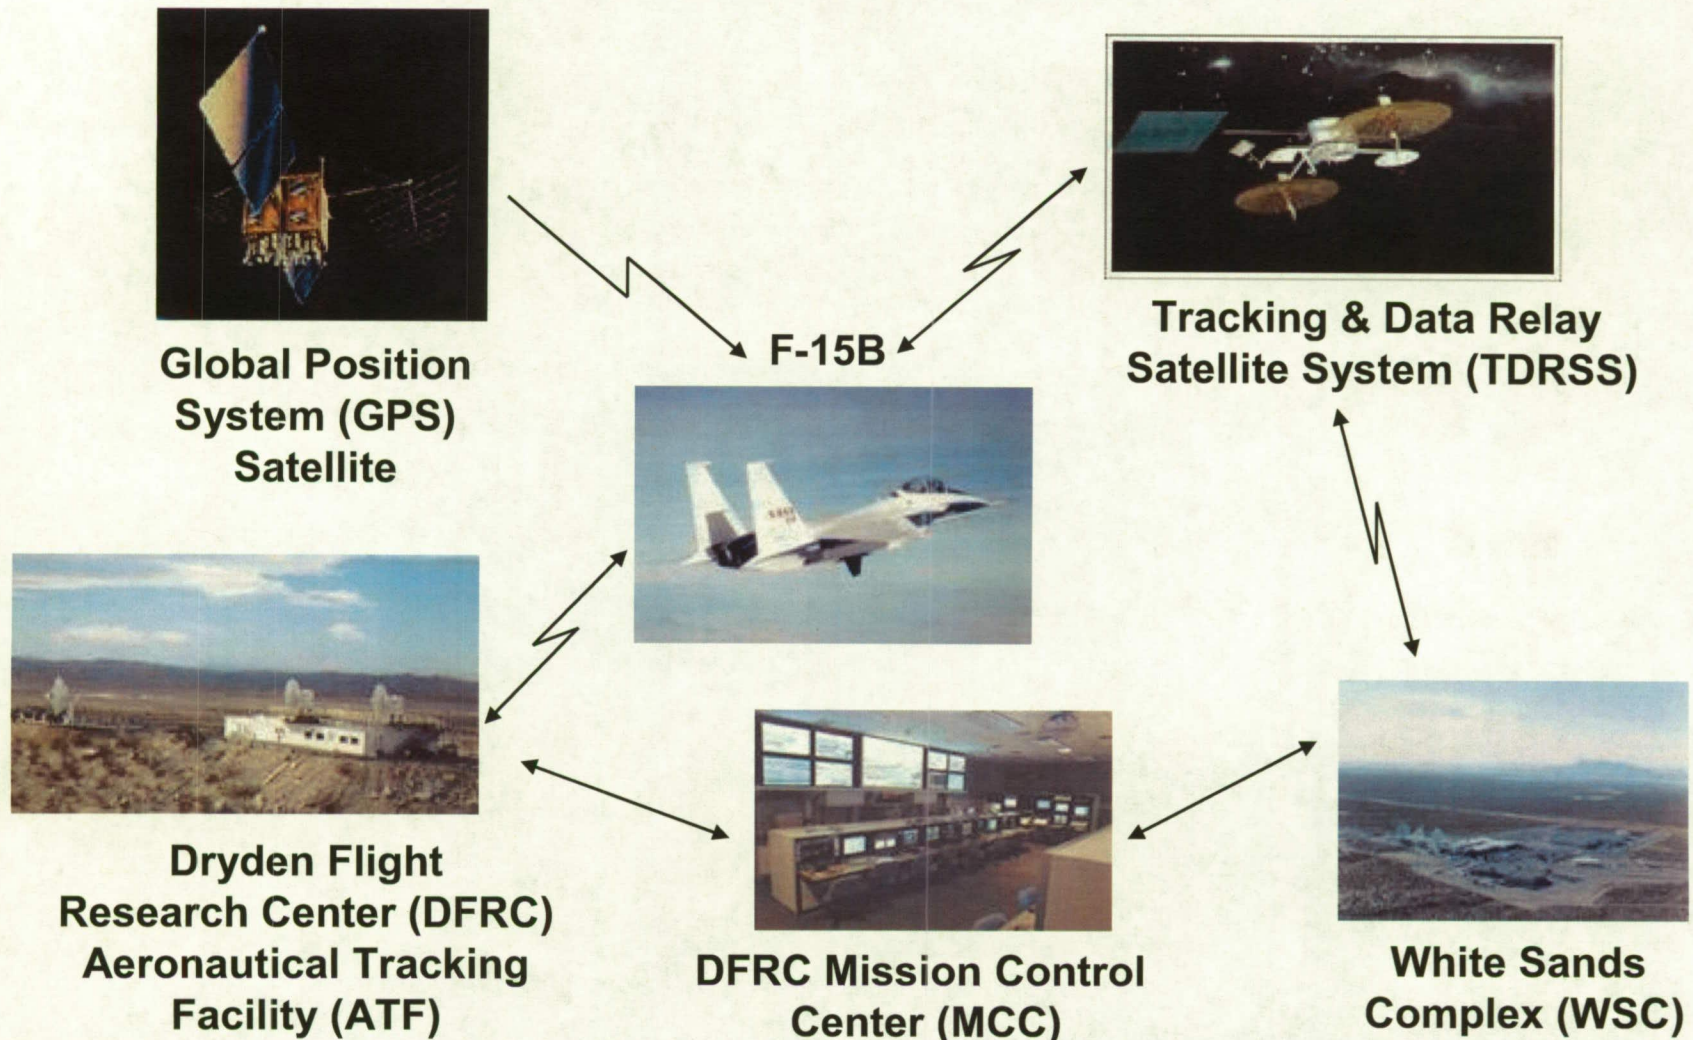 Global Position
System (GPS)
Satellite
F-15B
Tracking & Data Relay
Satellite System (TDRSS)
Dryden Flight
Research Center (DFRC)
Aeronautical Tracking
Facility (ATF)
DFRC Mission Control
Center (MCC)
White Sands
Complex (WSC)